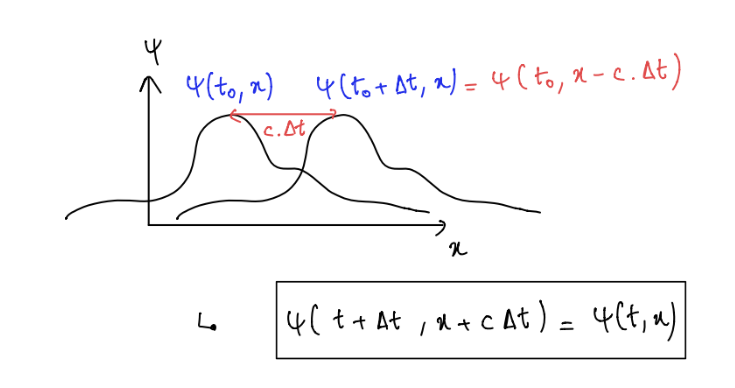 Ψ
Ψ(t₀, x) Ψ(t₀ + Δt, x) = Ψ(t₀, x - c.Δt)
c.Δt
x
↳ Ψ( t + Δt , x + c Δt ) = Ψ(t, x)